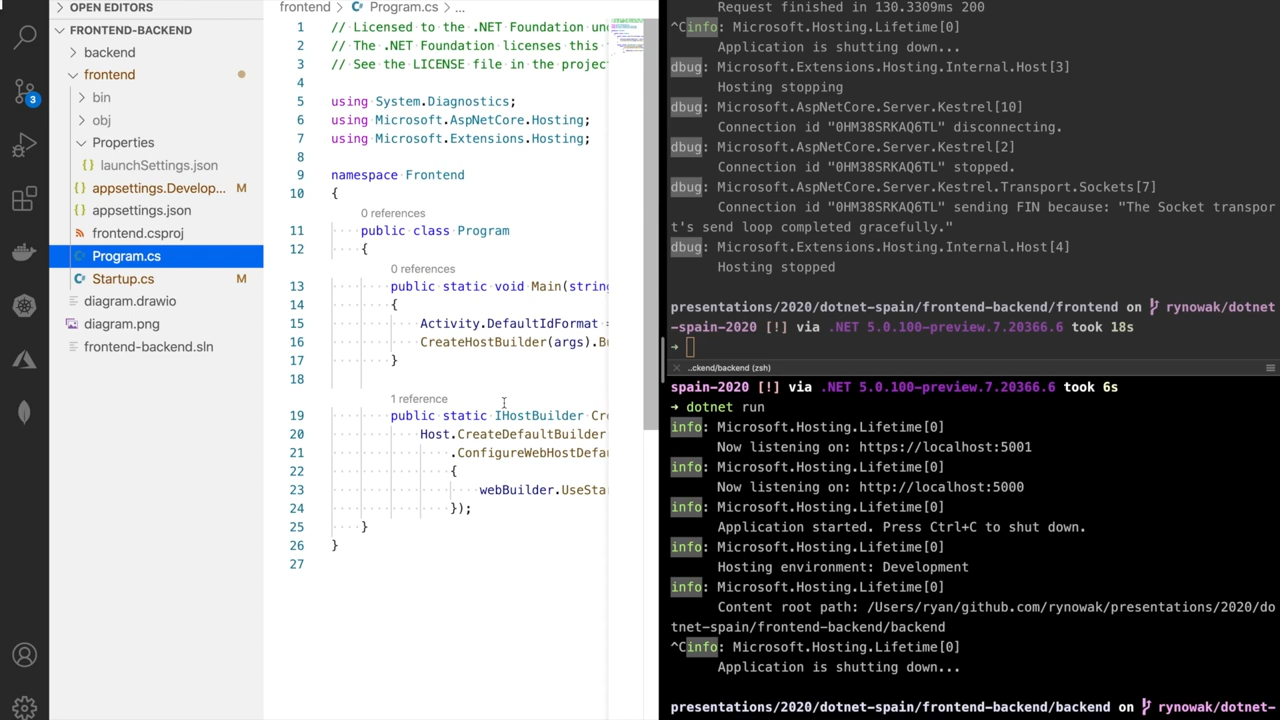 OPEN EDITORS
FRONTEND-BACKEND
backend
frontend
bin
obj
Properties
launchSettings.json
appsettings.Develop... M
appsettings.json
frontend.csproj
Program.cs
Startup.cs M
diagram.drawio
diagram.png
frontend-backend.sln
3
frontend > Program.cs > ...
1 // Licensed to the .NET Foundation un
2 // The .NET Foundation licenses this
3 // See the LICENSE file in the projec
4
5 using System.Diagnostics;
6 using Microsoft.AspNetCore.Hosting;
7 using Microsoft.Extensions.Hosting;
8
9 namespace Frontend
10 {
0 references
11 public class Program
12 {
0 references
13 public static void Main(string
14 {
15 Activity.DefaultIdFormat =
16 CreateHostBuilder(args).B
17 }
18
1 reference
19 public static IHostBuilder Cre
20 Host.CreateDefaultBuilder
21 .ConfigureWebHostDefa
22 {
23 webBuilder.UseSta
24 });
25 }
26 }
27
Request finished in 132.3309ms 200
^Cinfo: Microsoft.Hosting.Lifetime[0]
Application is shutting down...
dbug: Microsoft.Extensions.Hosting.Internal.Host[3]
Hosting stopping
dbug: Microsoft.AspNetCore.Server.Kestrel[10]
Connection id "0HM38SRKAQ6TL" disconnecting.
dbug: Microsoft.AspNetCore.Server.Kestrel[2]
Connection id "0HM38SRKAQ6TL" stopped.
dbug: Microsoft.AspNetCore.Server.Kestrel.Transport.Sockets[7]
Connection id "0HM38SRKAQ6TL" sending FIN because: "The Socket transpor
t's send loop completed gracefully."
dbug: Microsoft.Extensions.Hosting.Internal.Host[4]
Hosting stopped
presentations/2020/dotnet-spain/frontend-backend/frontend on rynowak/dotnet
-spain-2020 [!] via .NET 5.0.100-preview.7.20366.6 took 18s
➜
..ckend/backend (zsh)
spain-2020 [!] via .NET 5.0.100-preview.7.20366.6 took 6s
➜ dotnet run
info: Microsoft.Hosting.Lifetime[0]
Now listening on: https://localhost:5001
info: Microsoft.Hosting.Lifetime[0]
Now listening on: http://localhost:5000
info: Microsoft.Hosting.Lifetime[0]
Application started. Press Ctrl+C to shut down.
info: Microsoft.Hosting.Lifetime[0]
Hosting environment: Development
info: Microsoft.Hosting.Lifetime[0]
Content root path: /Users/ryan/github.com/rynowak/presentations/2020/do
tnet-spain/frontend-backend/backend
^Cinfo: Microsoft.Hosting.Lifetime[0]
Application is shutting down...
presentations/2020/dotnet-spain/frontend-backend/backend on rynowak/dotnet-